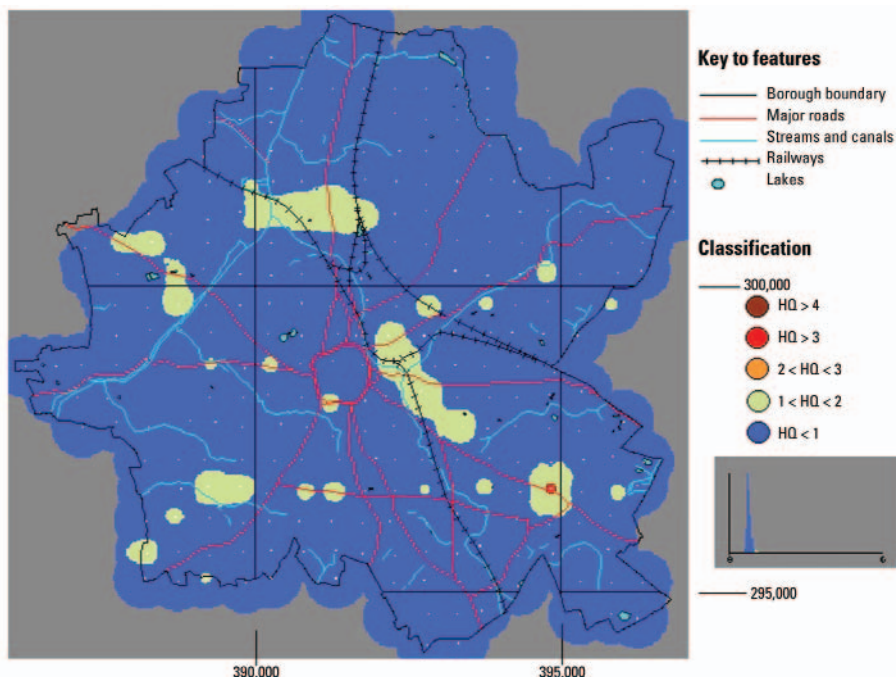 Key to features
Borough boundary
Major roads
Streams and canals
Railways
Lakes
Classification
300,000
HQ > 4
HQ > 3
2 < HQ < 3
1 < HQ < 2
HQ < 1
295,000
390.000
395.000